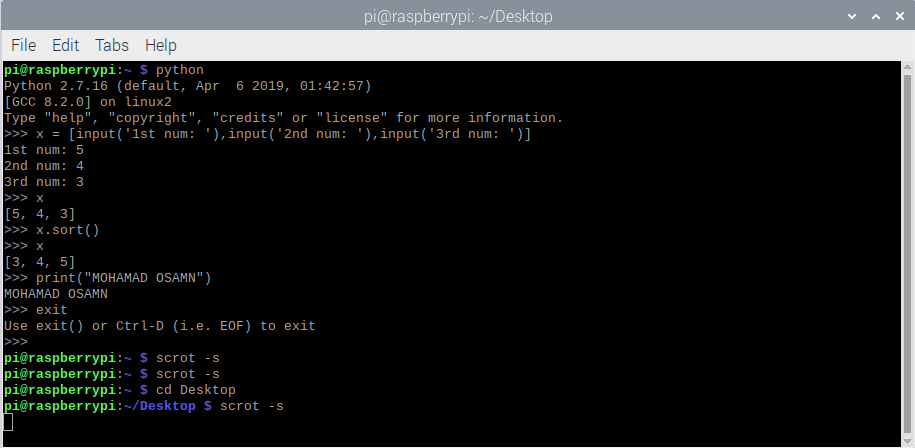 pi@raspberrypi: ~/Desktop
File Edit Tabs Help
pi@raspberrypi:~ $ python
Python 2.7.16 (default, Apr  6 2019, 01:42:57)
[GCC 8.2.0] on linux2
Type "help", "copyright", "credits" or "license" for more information.
>>> x = [input('1st num: '),input('2nd num: '),input('3rd num: ')]
1st num: 5
2nd num: 4
3rd num: 3
>>> x
[5, 4, 3]
>>> x.sort()
>>> x
[3, 4, 5]
>>> print("MOHAMAD OSAMN")
MOHAMAD OSAMN
>>> exit
Use exit() or Ctrl-D (i.e. EOF) to exit
>>>
pi@raspberrypi:~ $ scrot -s
pi@raspberrypi:~ $ scrot -s
pi@raspberrypi:~ $ cd Desktop
pi@raspberrypi:~/Desktop $ scrot -s